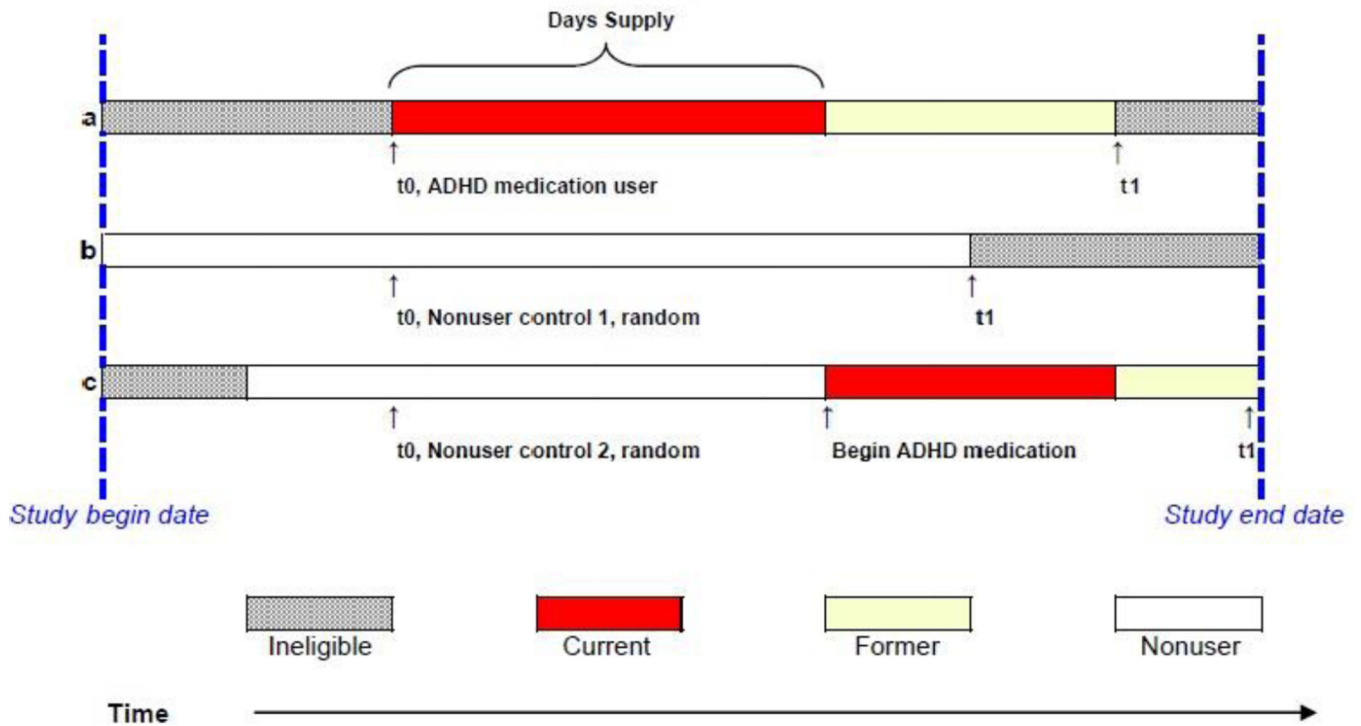 Days Supply
a
t0, ADHD medication user
t1
b
t0, Nonuser control 1, random
t1
c
t0, Nonuser control 2, random
Begin ADHD medication
t1
Study begin date
Study end date
Ineligible
Current
Former
Nonuser
Time